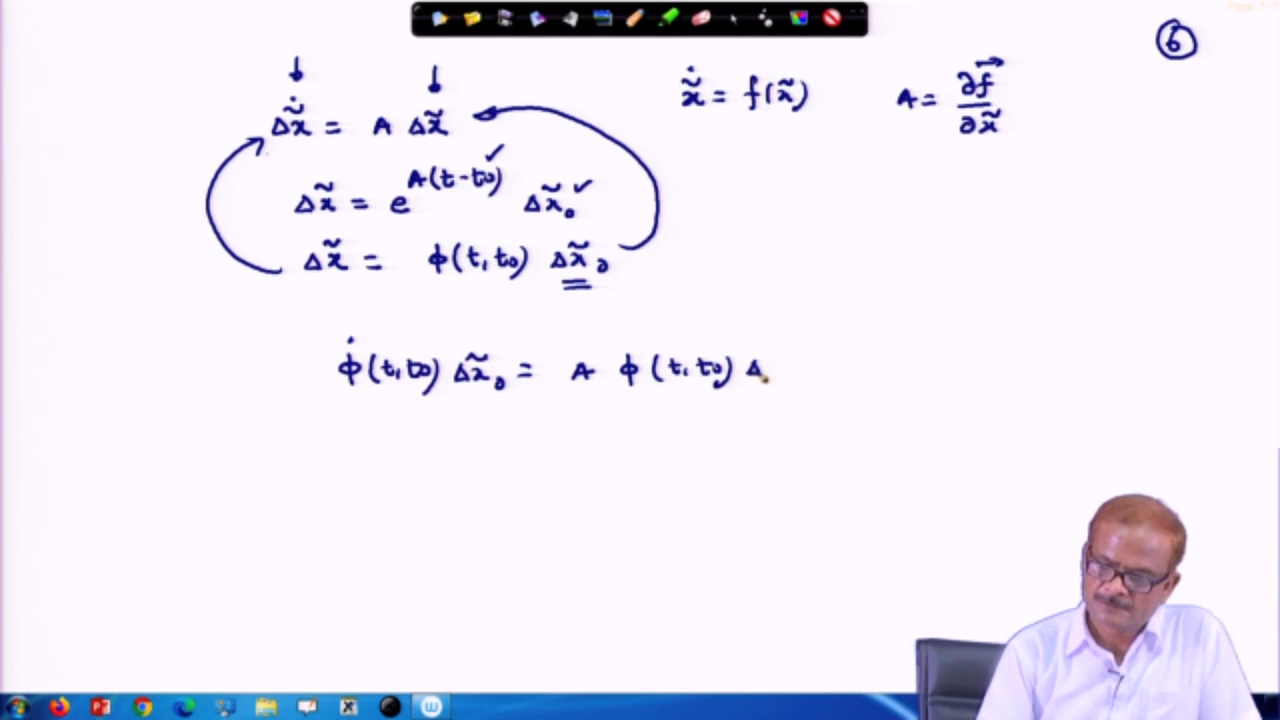 6
Δẋ̃ = A Δx̃
ẋ̃ = f(x̃)
A = ∂f⃗/∂x̃
Δx̃ = e^{A(t-t0)} Δx̃₀
Δx̃ = ϕ(t, t0) Δx̃₀
ϕ̇(t, t0) Δx̃₀ = A ϕ(t, t0) Δ